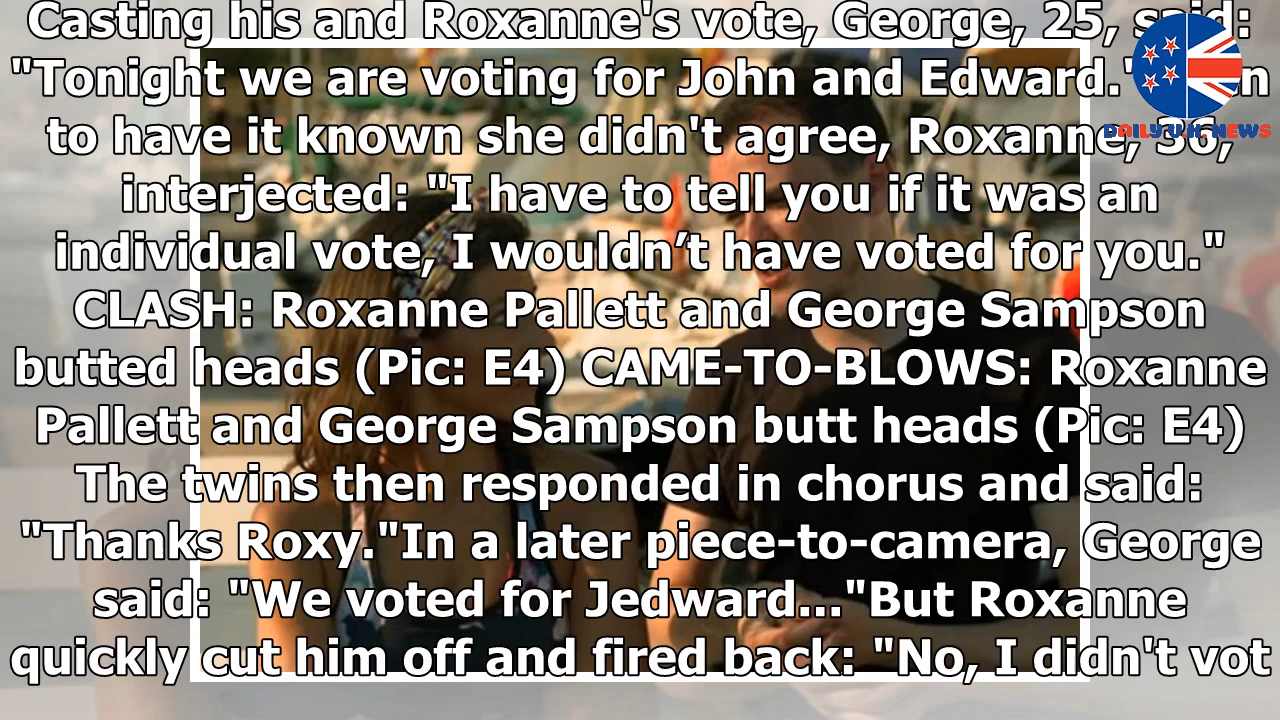 Casting his and Roxanne's vote, George, 25, said:
"Tonight we are voting for John and Edward."
to have it known she didn't agree, Roxanne, 36,
interjected: "I have to tell you if it was an
individual vote, I wouldn’t have voted for you."
CLASH: Roxanne Pallett and George Sampson
butted heads (Pic: E4) CAME-TO-BLOWS: Roxanne
Pallett and George Sampson butt heads (Pic: E4)
The twins then responded in chorus and said:
"Thanks Roxy."In a later piece-to-camera, George
said: "We voted for Jedward..."But Roxanne
quickly cut him off and fired back: "No, I didn't vot
DAILY U.K. NEWS